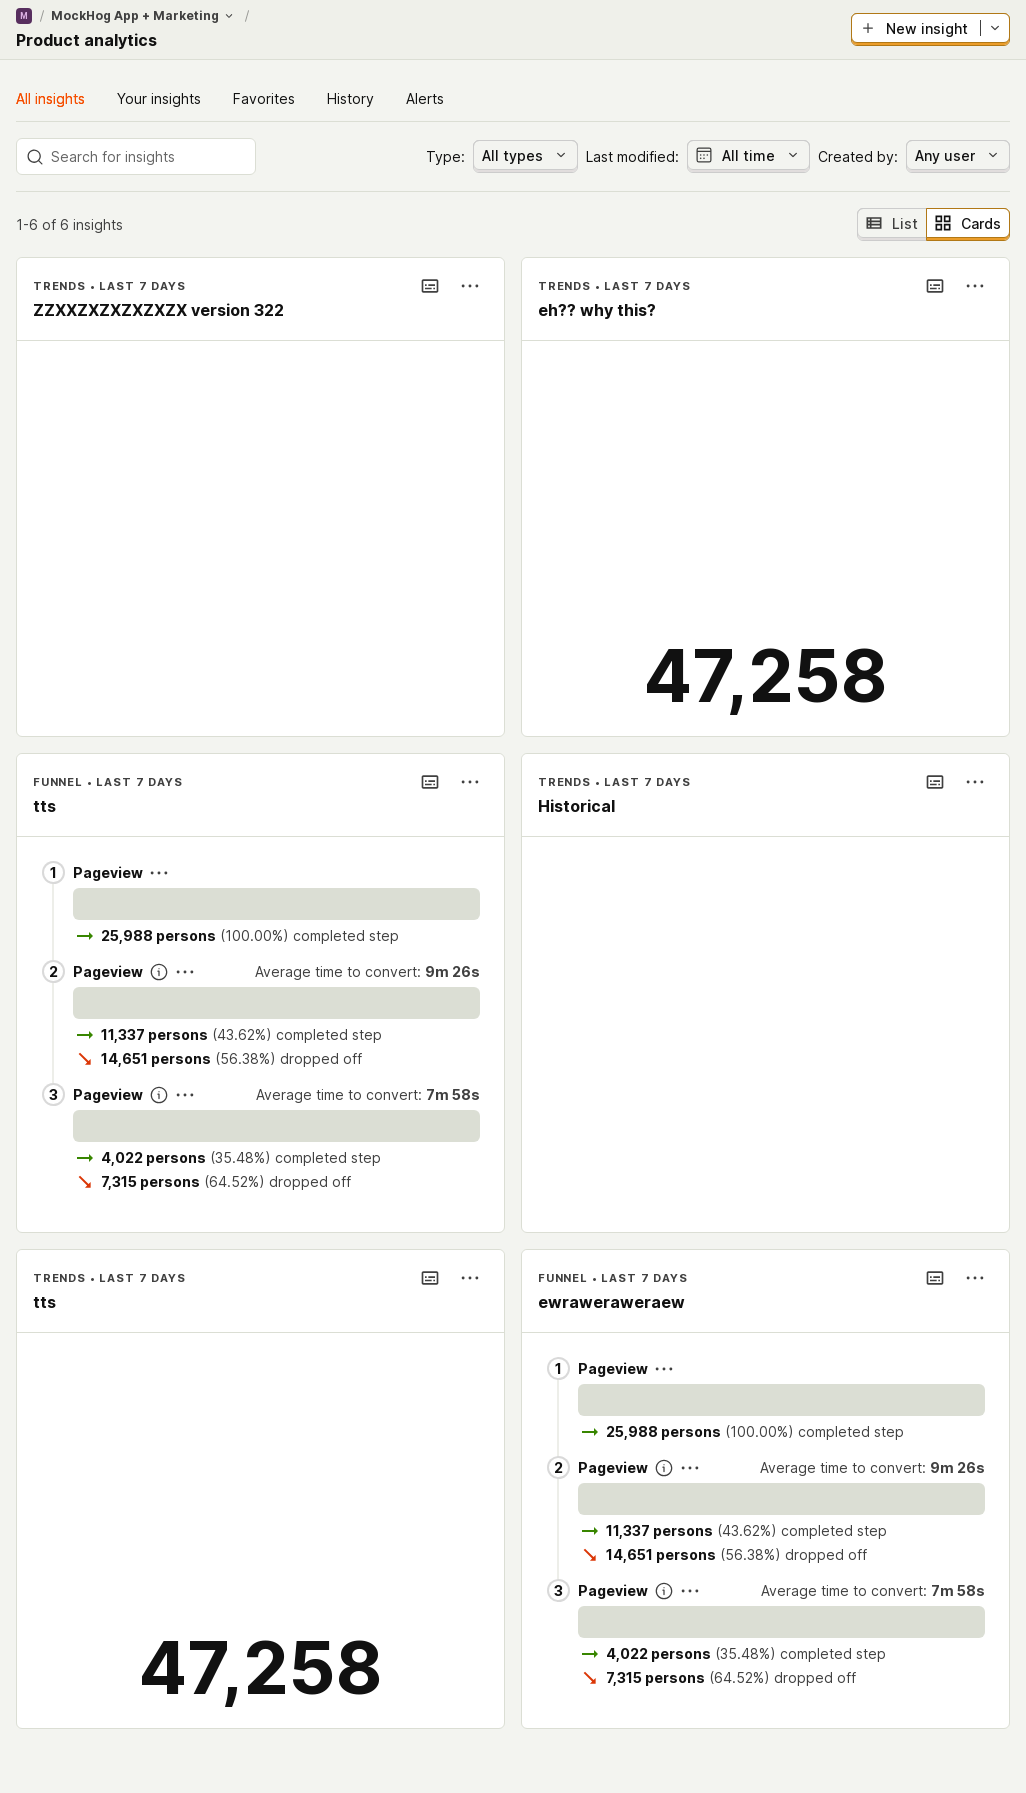 M / MockHog App + Marketing /
Product analytics
New insight
All insights Your insights Favorites History Alerts
Search for insights Type: All types Last modified: All time Created by: Any user
1-6 of 6 insights List Cards
TRENDS • LAST 7 DAYS
ZZXXZXZXZXZXZX version 322
TRENDS • LAST 7 DAYS
eh?? why this?
47,258
FUNNEL • LAST 7 DAYS
tts
1 Pageview
25,988 persons (100.00%) completed step
2 Pageview Average time to convert: 9m 26s
11,337 persons (43.62%) completed step
14,651 persons (56.38%) dropped off
3 Pageview Average time to convert: 7m 58s
4,022 persons (35.48%) completed step
7,315 persons (64.52%) dropped off
TRENDS • LAST 7 DAYS
Historical
TRENDS • LAST 7 DAYS
tts
47,258
FUNNEL • LAST 7 DAYS
ewraweraweraew
1 Pageview
25,988 persons (100.00%) completed step
2 Pageview Average time to convert: 9m 26s
11,337 persons (43.62%) completed step
14,651 persons (56.38%) dropped off
3 Pageview Average time to convert: 7m 58s
4,022 persons (35.48%) completed step
7,315 persons (64.52%) dropped off